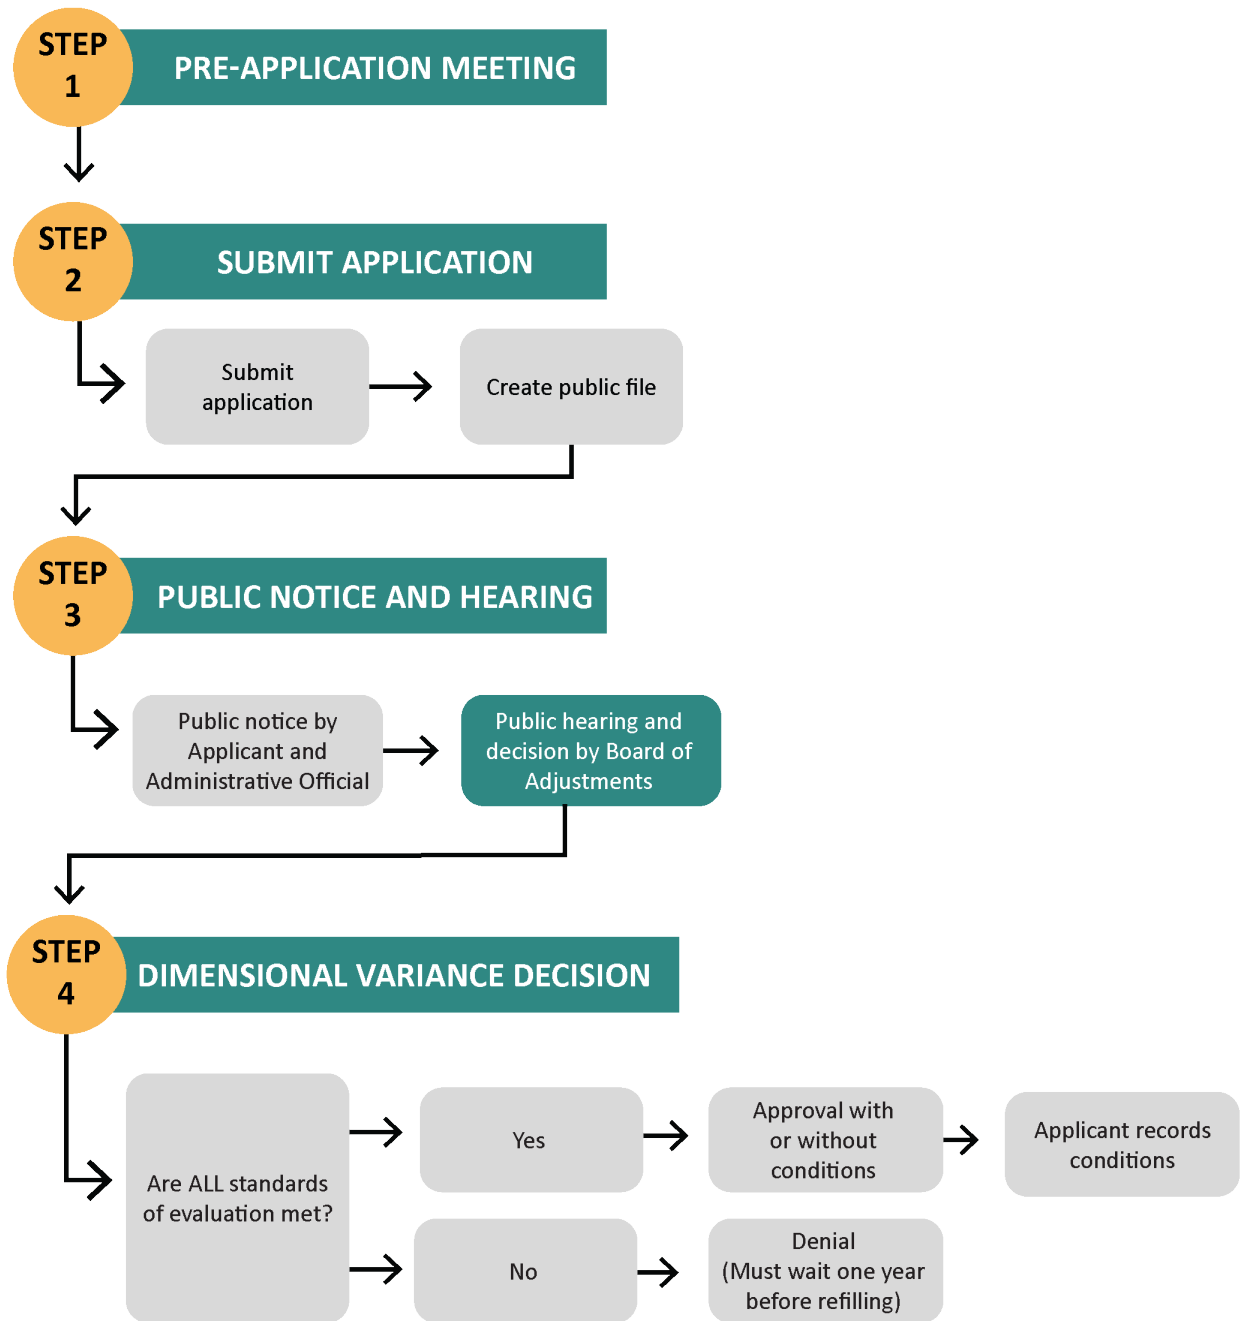 STEP
1
PRE-APPLICATION MEETING
STEP
2
SUBMIT APPLICATION
Submit
application
Create public file
STEP
3
PUBLIC NOTICE AND HEARING
Public notice by
Applicant and
Administrative Official
Public hearing and
decision by Board of
Adjustments
STEP
4
DIMENSIONAL VARIANCE DECISION
Are ALL standards
of evaluation met?
Yes
Approval with
or without
conditions
Applicant records
conditions
No
Denial
(Must wait one year
before refilling)